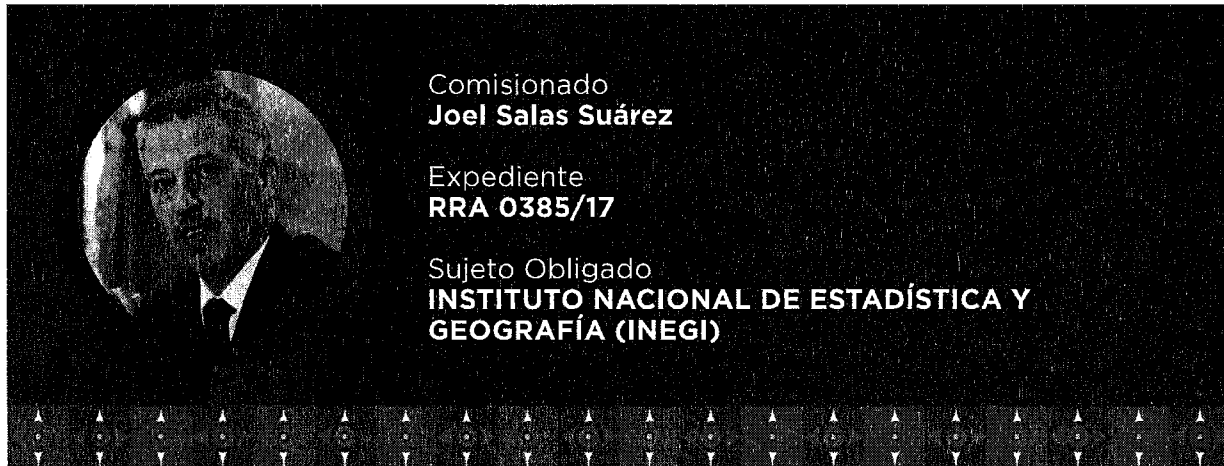 Comisionado
Joel Salas Suárez
Expediente
RRA 0385/17
Sujeto Obligado
INSTITUTO NACIONAL DE ESTADÍSTICA Y
GEOGRAFÍA (INEGI)